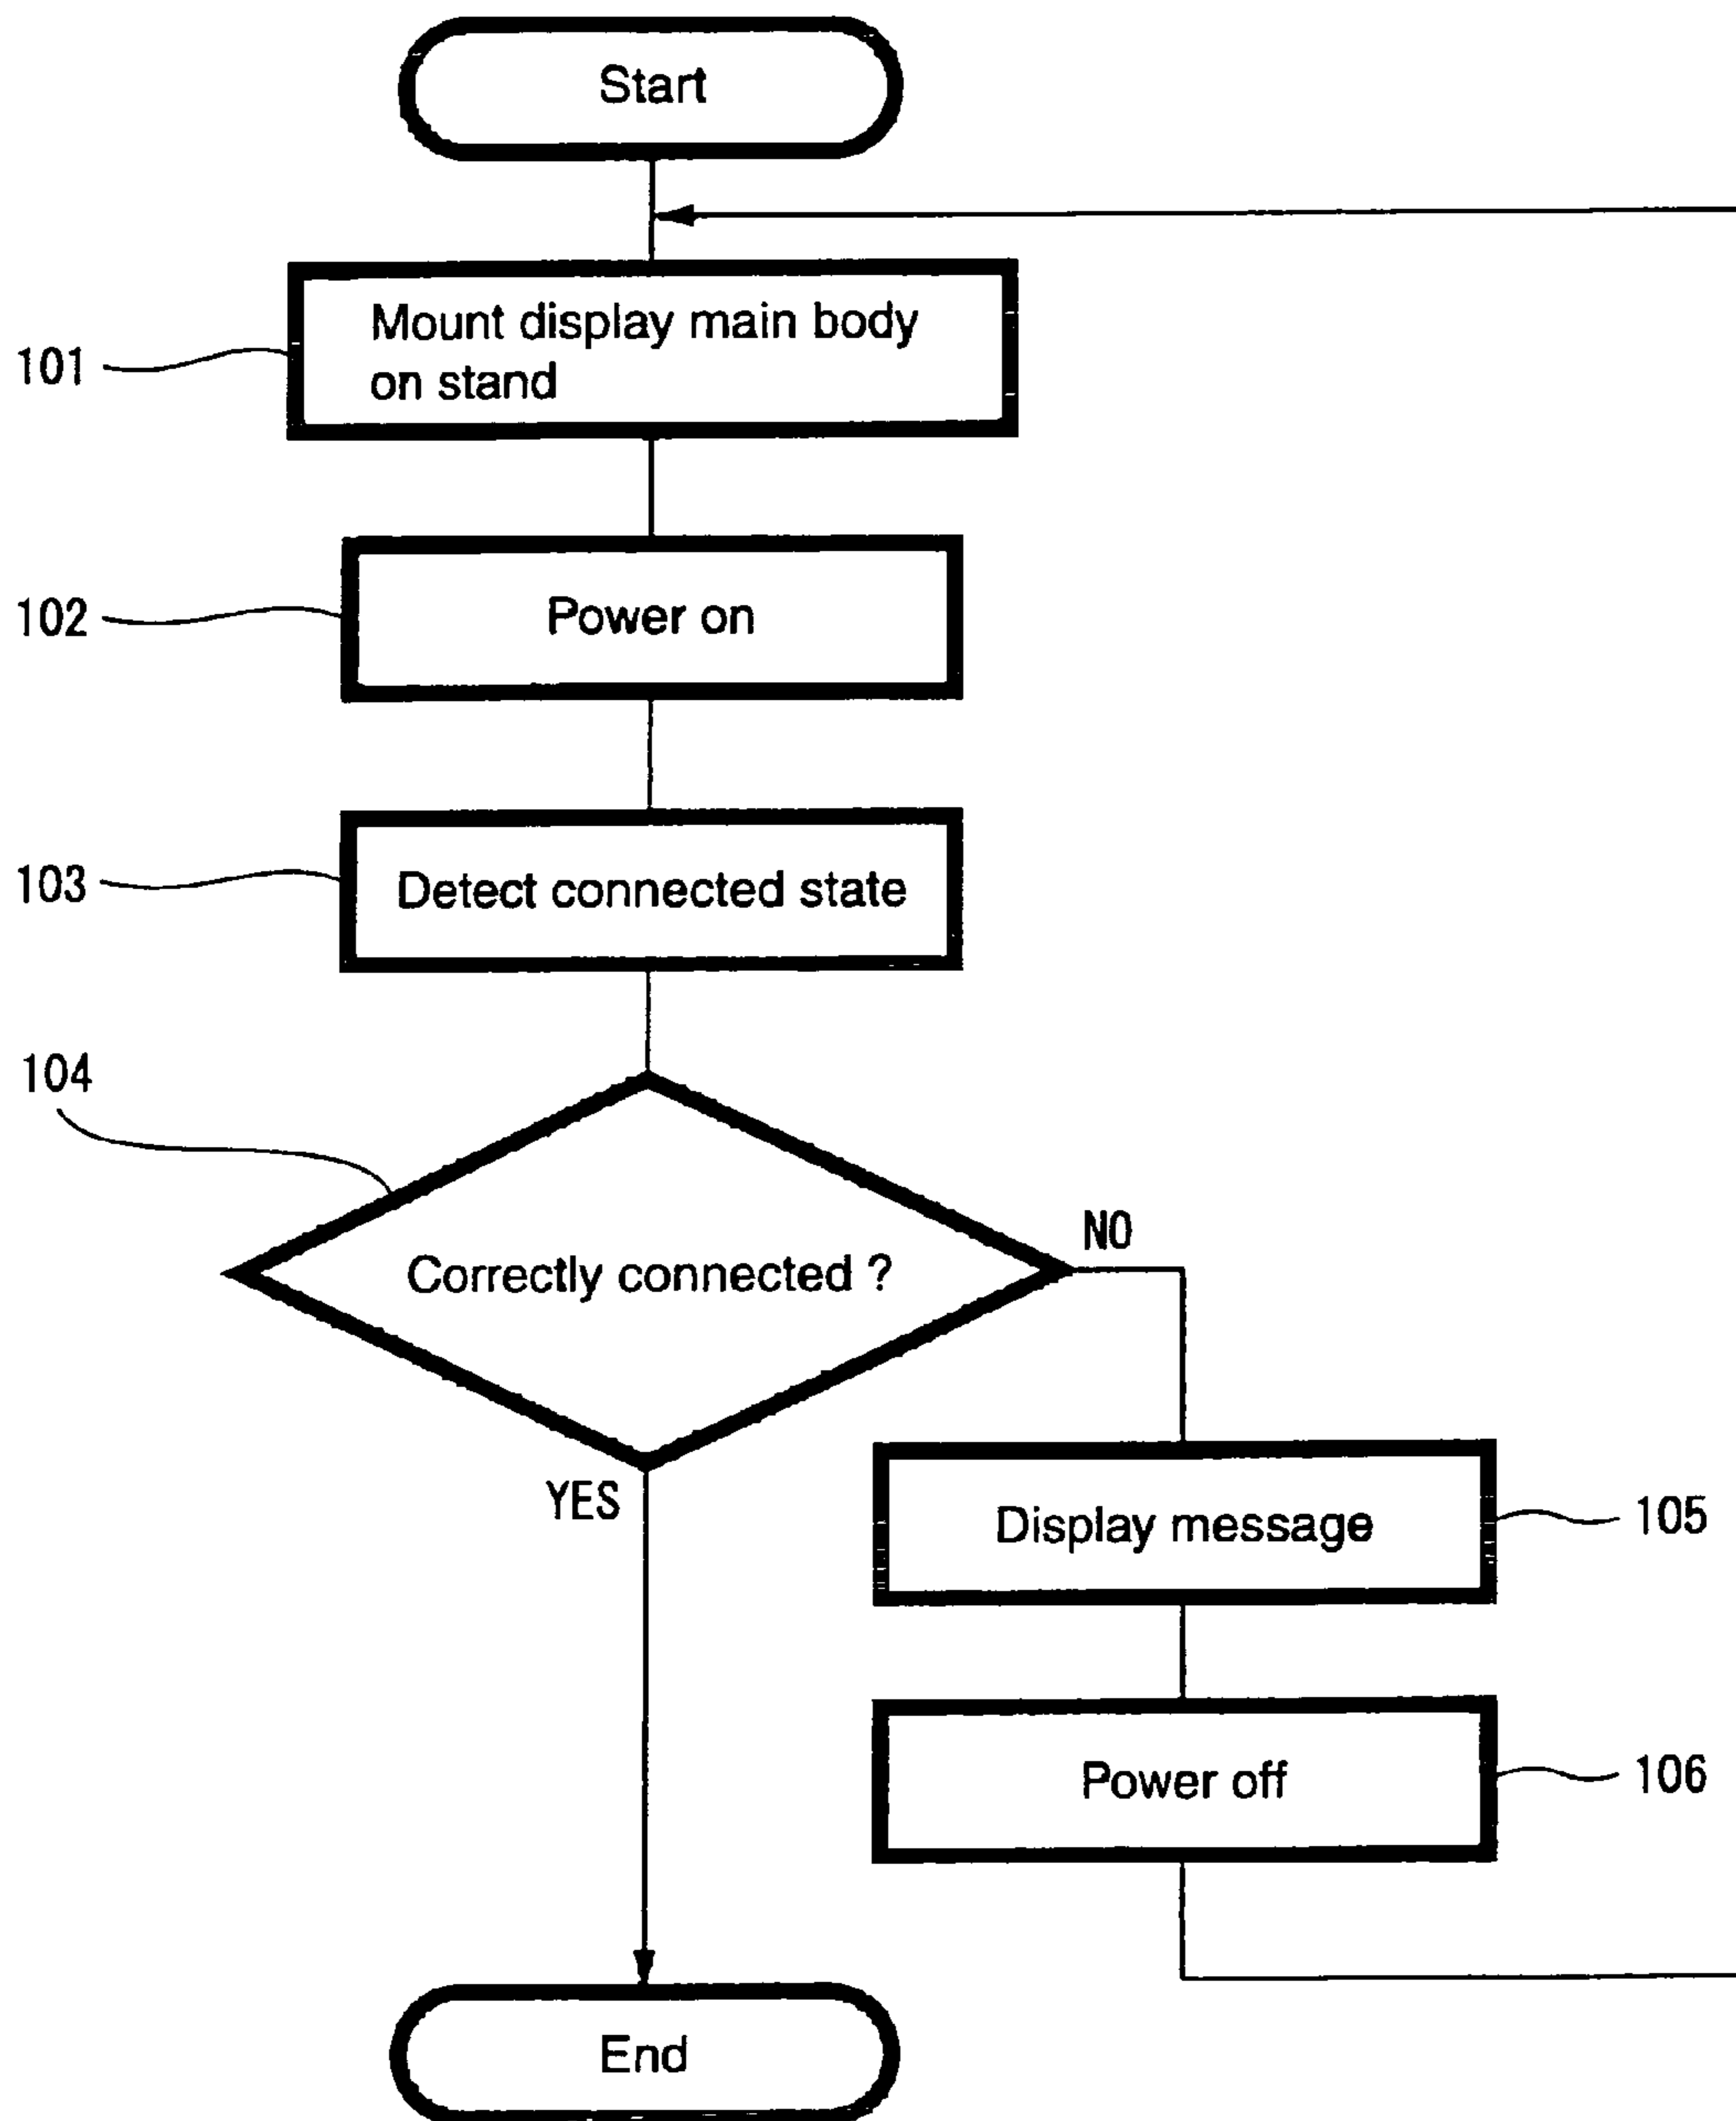 Start
101
Mount display main body
on stand
102
Power on
103
Detect connected state
104
Correctly connected ?
NO
YES
Display message
105
Power off
106
End